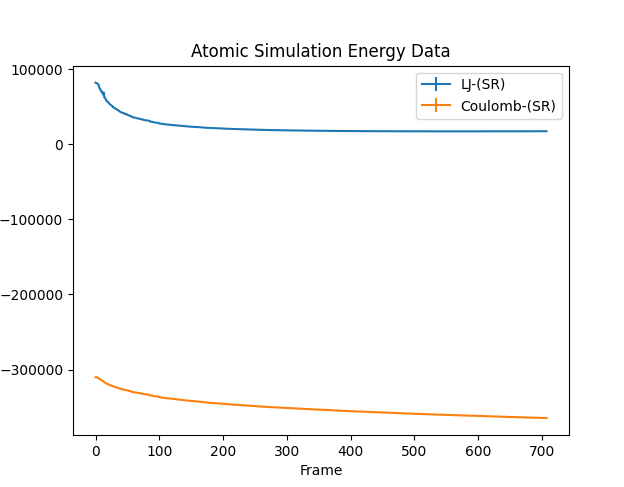 Atomic Simulation Energy Data
LJ-(SR)
Coulomb-(SR)
100000
0
−100000
−200000
−300000
0 100 200 300 400 500 600 700
Frame